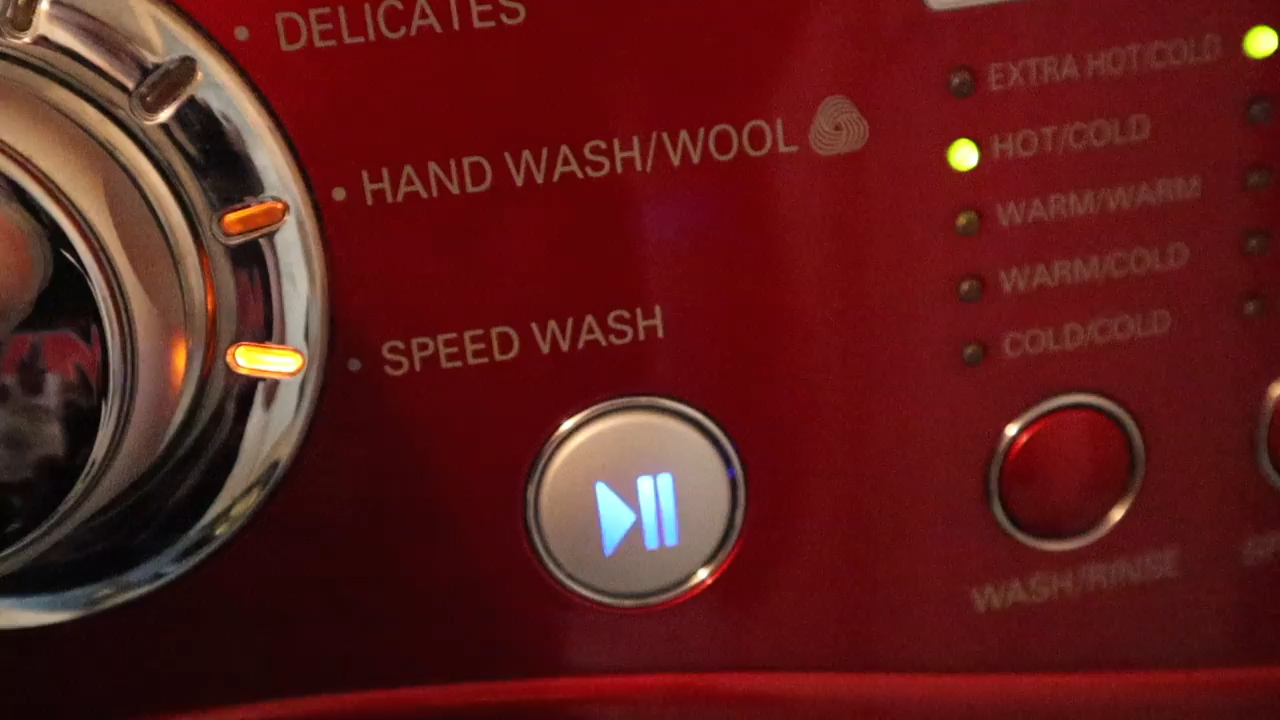 DELICATES
HAND WASH/WOOL
SPEED WASH
EXTRA HOT/COLD
HOT/COLD
WARM/WARM
WARM/COLD
COLD/COLD
WASH/RINSE